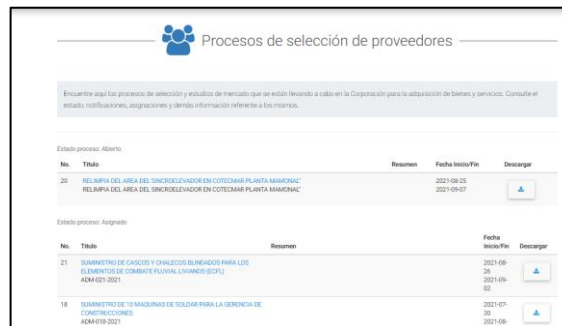 Procesos de selección de proveedores
Encuentre aquí los procesos de selección y estudios de mercado que se están llevando a cabo en la Corporación para la adquisición de bienes y servicios. Consulte el
estado, notificaciones, asignaciones y demás información referente a los mismos.
Estado proceso: Abierto
No. Título Resumen Fecha Inicio/Fin Descargar
20 RELIMPIA DEL AREA DEL SINCROELEVADOR EN COTECMAR PLANTA MAMONAL" 2021-08-25
RELIMPIA DEL AREA DEL SINCROELEVADOR EN COTECMAR PLANTA MAMONAL" 2021-09-07
Estado proceso: Asignado
No. Título Resumen Fecha Inicio/Fin Descargar
21 SUMINISTRO DE CASCOS Y CHALECOS BLINDADOS PARA LOS 2021-08-
ELEMENTOS DE COMBATE FLUVIAL LIVIANOS (ECFL) 26
ADM-021-2021 2021-09-
02
18 SUMINISTRO DE 10 MAQUINAS DE SOLDAR PARA LA GERENCIA DE 2021-07-
CONSTRUCCIONES 30
ADM-018-2021 2021-08-